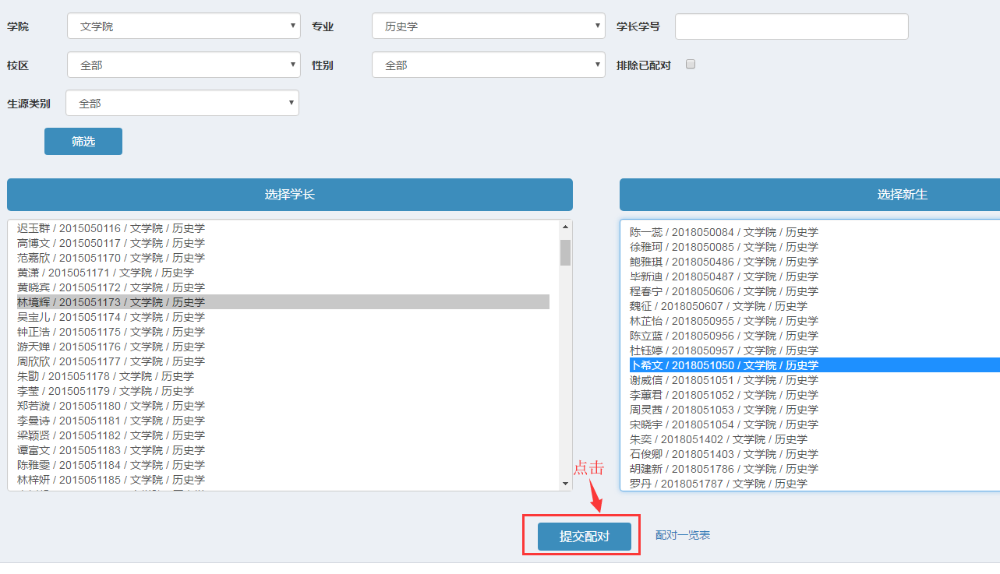 学院 文学院 专业 历史学 学长学号
校区 全部 性别 全部 排除已配对
生源类别 全部
筛选
选择学长
迟玉群 / 2015050116 / 文学院 / 历史学
高博文 / 2015050117 / 文学院 / 历史学
范嘉欣 / 2015051170 / 文学院 / 历史学
黄潇 / 2015051171 / 文学院 / 历史学
黄晓宾 / 2015051172 / 文学院 / 历史学
林境辉 / 2015051173 / 文学院 / 历史学
吴宝儿 / 2015051174 / 文学院 / 历史学
钟正浩 / 2015051175 / 文学院 / 历史学
游天婵 / 2015051176 / 文学院 / 历史学
周欣欣 / 2015051177 / 文学院 / 历史学
朱勖 / 2015051178 / 文学院 / 历史学
李莹 / 2015051179 / 文学院 / 历史学
郑若漩 / 2015051180 / 文学院 / 历史学
李曼诗 / 2015051181 / 文学院 / 历史学
梁颖贤 / 2015051182 / 文学院 / 历史学
谭富文 / 2015051183 / 文学院 / 历史学
陈雅雯 / 2015051184 / 文学院 / 历史学
林梓妍 / 2015051185 / 文学院 / 历史学
选择新生
陈一蕊 / 2018050084 / 文学院 / 历史学
徐雅珂 / 2018050085 / 文学院 / 历史学
鲍雅琪 / 2018050486 / 文学院 / 历史学
毕新迪 / 2018050487 / 文学院 / 历史学
程春宁 / 2018050606 / 文学院 / 历史学
魏征 / 2018050607 / 文学院 / 历史学
林芷怡 / 2018050955 / 文学院 / 历史学
陈立蓝 / 2018050956 / 文学院 / 历史学
杜钰婷 / 2018050957 / 文学院 / 历史学
卜希文 / 2018051050 / 文学院 / 历史学
谢威信 / 2018051051 / 文学院 / 历史学
李蕙君 / 2018051052 / 文学院 / 历史学
周灵茜 / 2018051053 / 文学院 / 历史学
宋晓宇 / 2018051054 / 文学院 / 历史学
朱奕 / 2018051402 / 文学院 / 历史学
石俊卿 / 2018051403 / 文学院 / 历史学
胡建新 / 2018051786 / 文学院 / 历史学
罗丹 / 2018051787 / 文学院 / 历史学
点击
提交配对 配对一览表